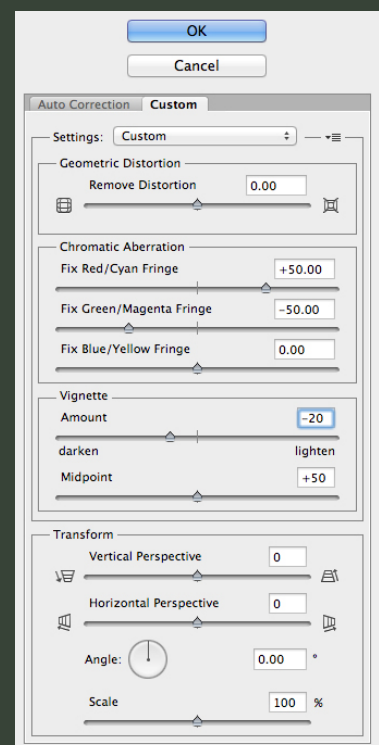 OK
Cancel
Auto Correction Custom
Settings: Custom
Geometric Distortion
Remove Distortion 0.00
Chromatic Aberration
Fix Red/Cyan Fringe +50.00
Fix Green/Magenta Fringe -50.00
Fix Blue/Yellow Fringe 0.00
Vignette
Amount -20
darken lighten
Midpoint +50
Transform
Vertical Perspective 0
Horizontal Perspective 0
Angle: 0.00 °
Scale 100 %